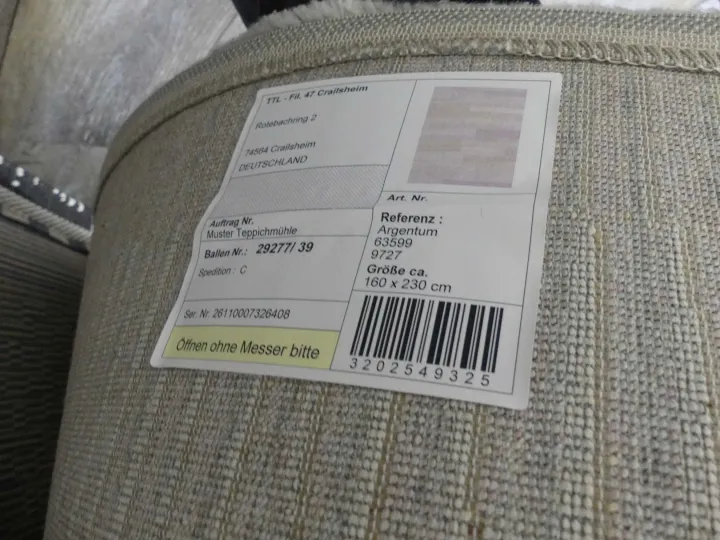 TTL - Fil. 47 Crailsheim
Rotebachring 2
74564 Crailsheim
DEUTSCHLAND
Auftrag Nr.
Muster Teppichmühle
Ballen Nr.: 29277/ 39
Spedition : C
Ser. Nr. 26110007326408
Öffnen ohne Messer bitte
Art. Nr.
Referenz :
Argentum
63599
9727
Größe ca.
160 x 230 cm
3202549325